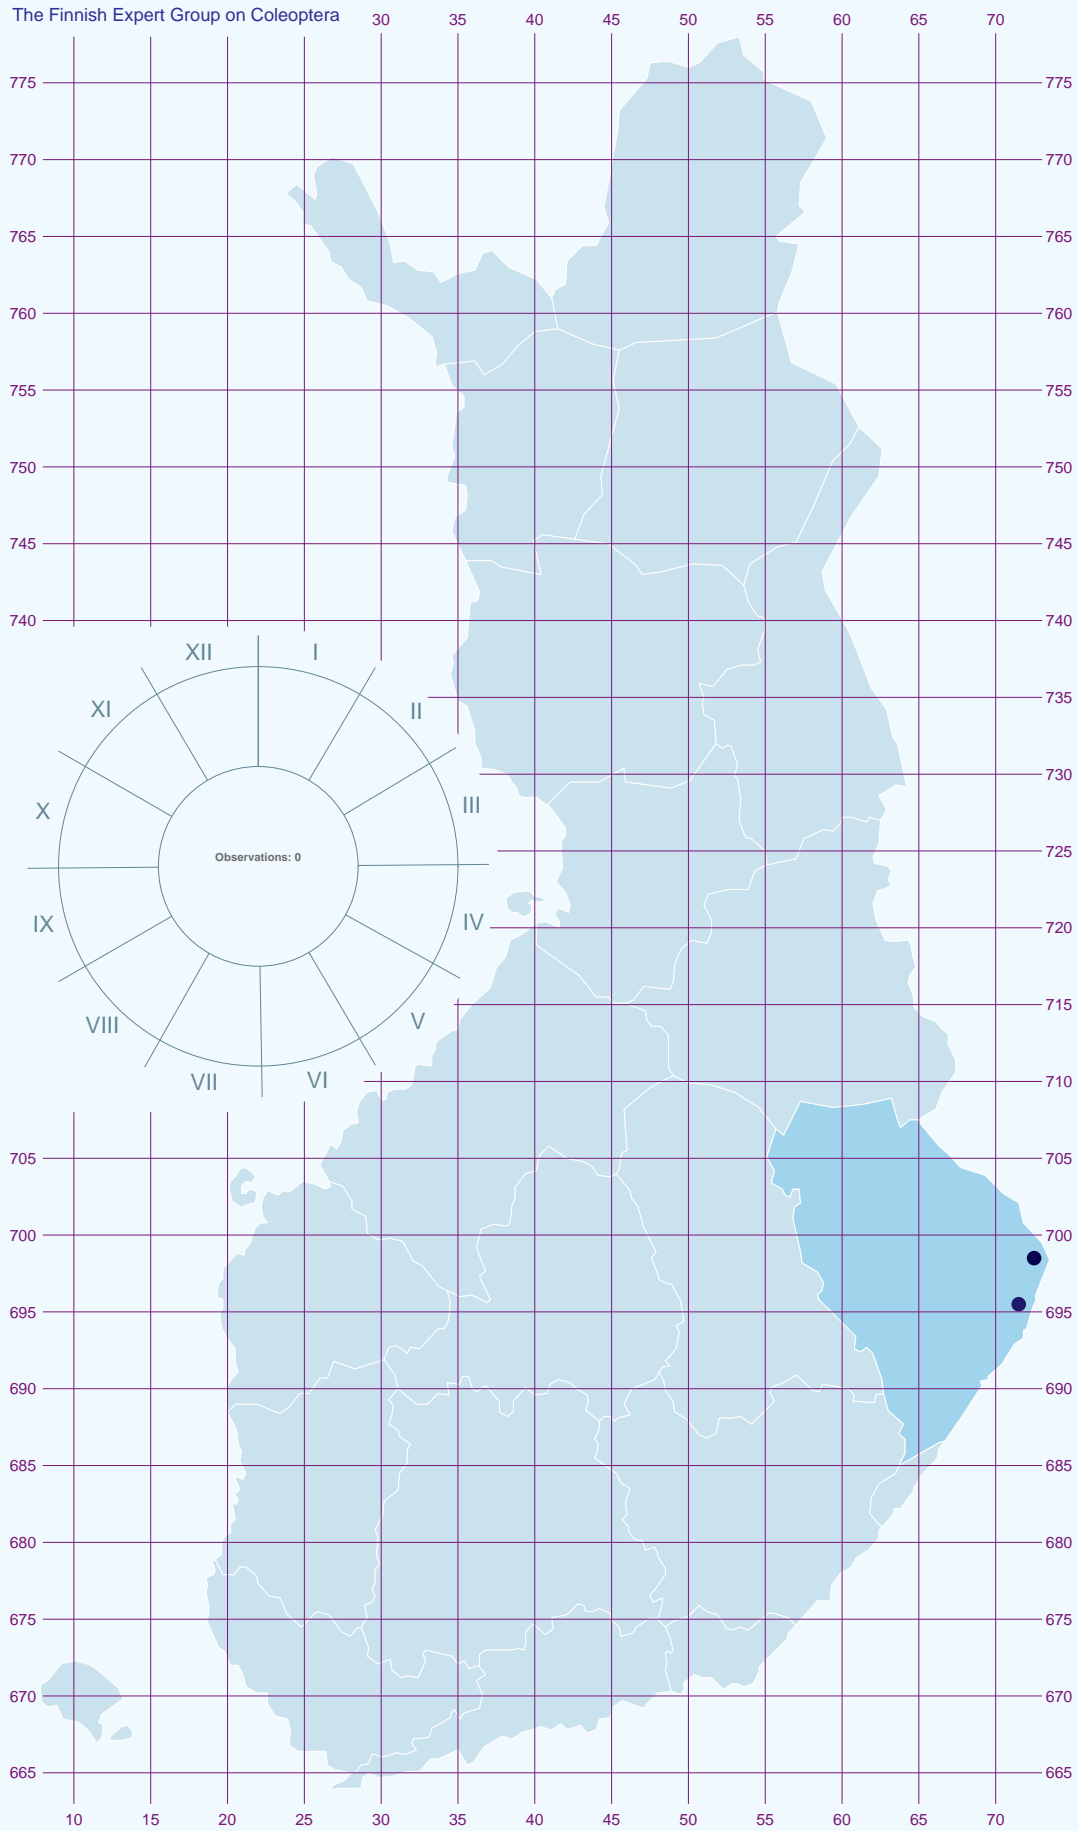 The Finnish Expert Group on Coleoptera
30 35 40 45 50 55 60 65 70
775 775
770 770
765 765
760 760
755 755
750 750
745 745
740 740
XII I
XI II
735
730
X III
Observations: 0
725
IX IV
720
VIII V
715
VII VI
710
705 705
700 700
695 695
690 690
685 685
680 680
675 675
670 670
665 665
10 15 20 25 30 35 40 45 50 55 60 65 70